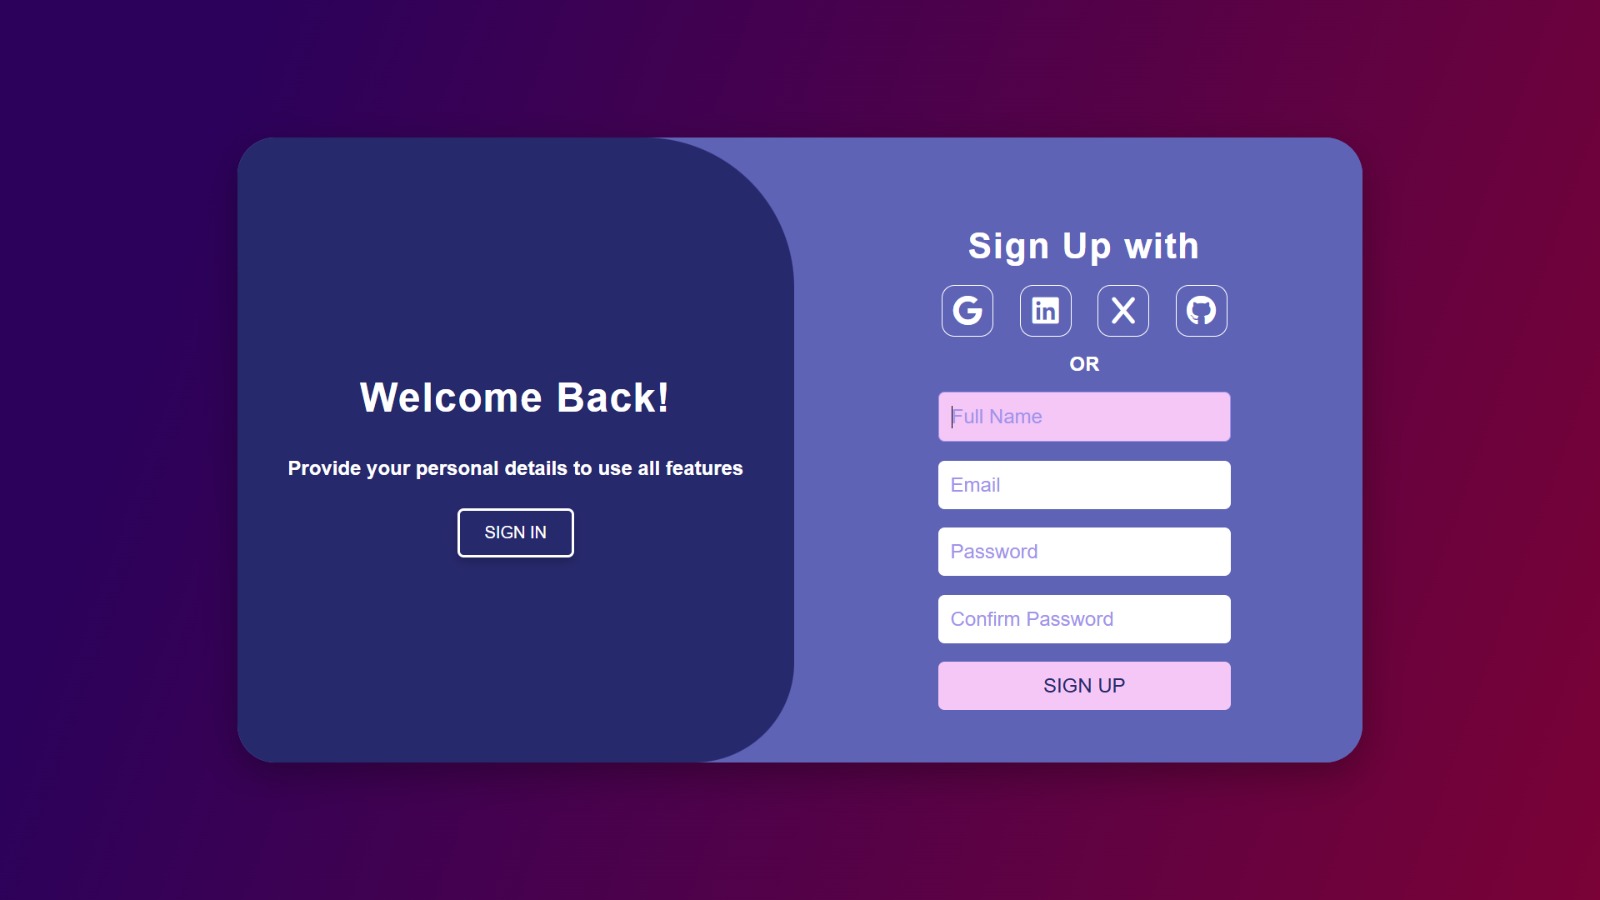 Welcome Back!
Provide your personal details to use all features
SIGN IN
Sign Up with
G in X
OR
Full Name
Email
Password
Confirm Password
SIGN UP